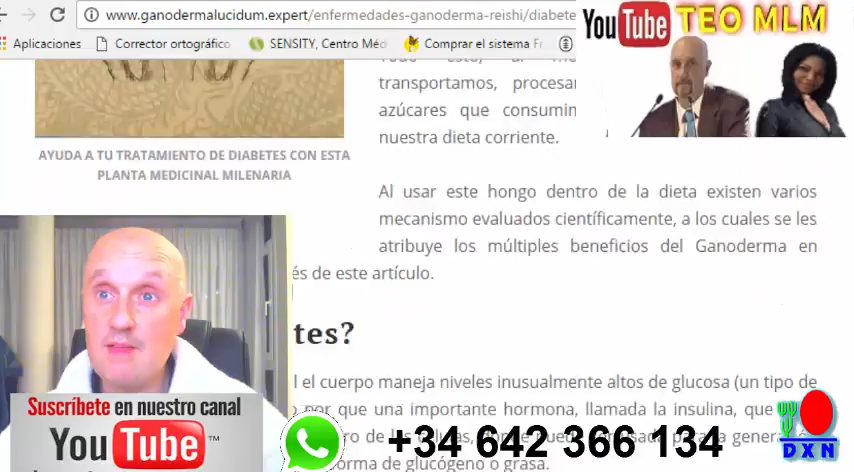 www.ganodermalucidum.expert/enfermedades-ganoderma-reishi/diabete
YouTube TEO MLM
Aplicaciones Corrector ortográfico SENSITY, Centro Méd Comprar el sistema Fr
transportamos, procesar
azúcares que consumin
nuestra dieta corriente.
AYUDA A TU TRATAMIENTO DE DIABETES CON ESTA
PLANTA MEDICINAL MILENARIA
Al usar este hongo dentro de la dieta existen varios
mecanismo evaluados científicamente, a los cuales se les
atribuye los múltiples beneficios del Ganoderma en
és de este artículo.
tes?
l el cuerpo maneja niveles inusualmente altos de glucosa (un tipo de
o por que una importante hormona, llamada la insulina, que
forma de glucógeno o grasa.
Suscríbete en nuestro canal
YouTube™
+34 642 366 134
DXN